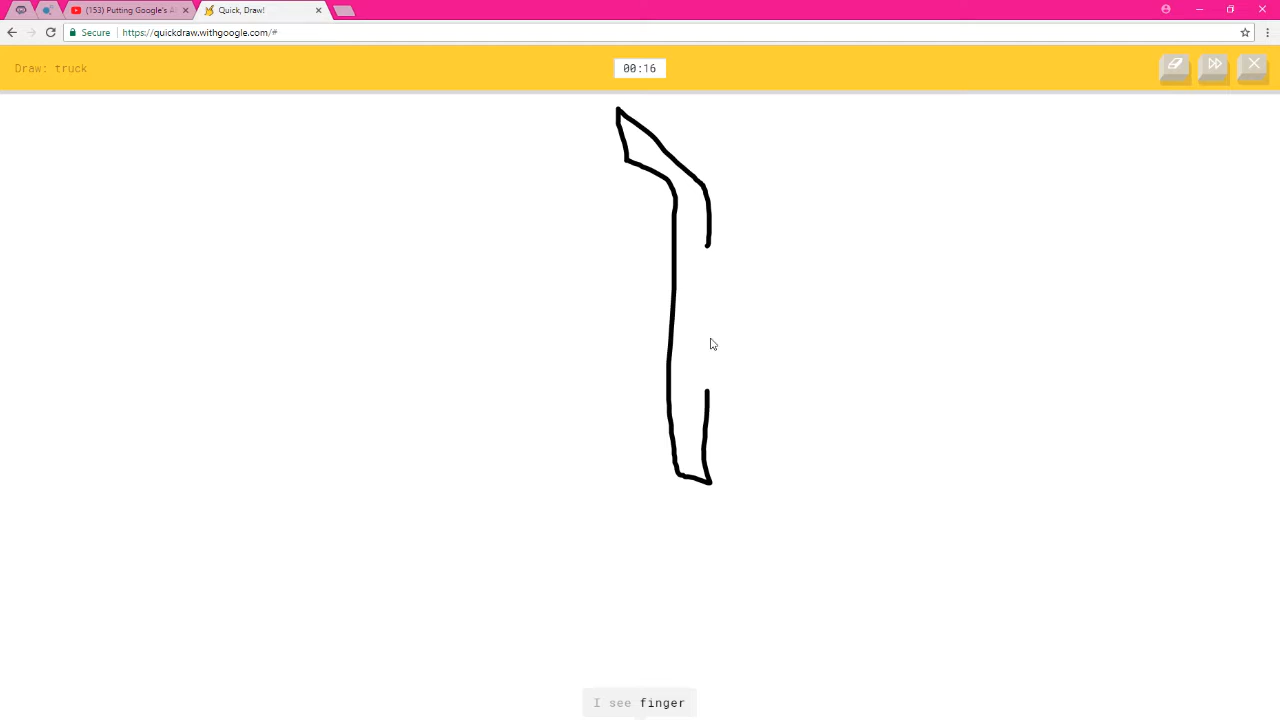 (153) Putting Google's A
Quick, Draw!
Secure
https://quickdraw.withgoogle.com/#
Draw: truck
00:16
I see finger